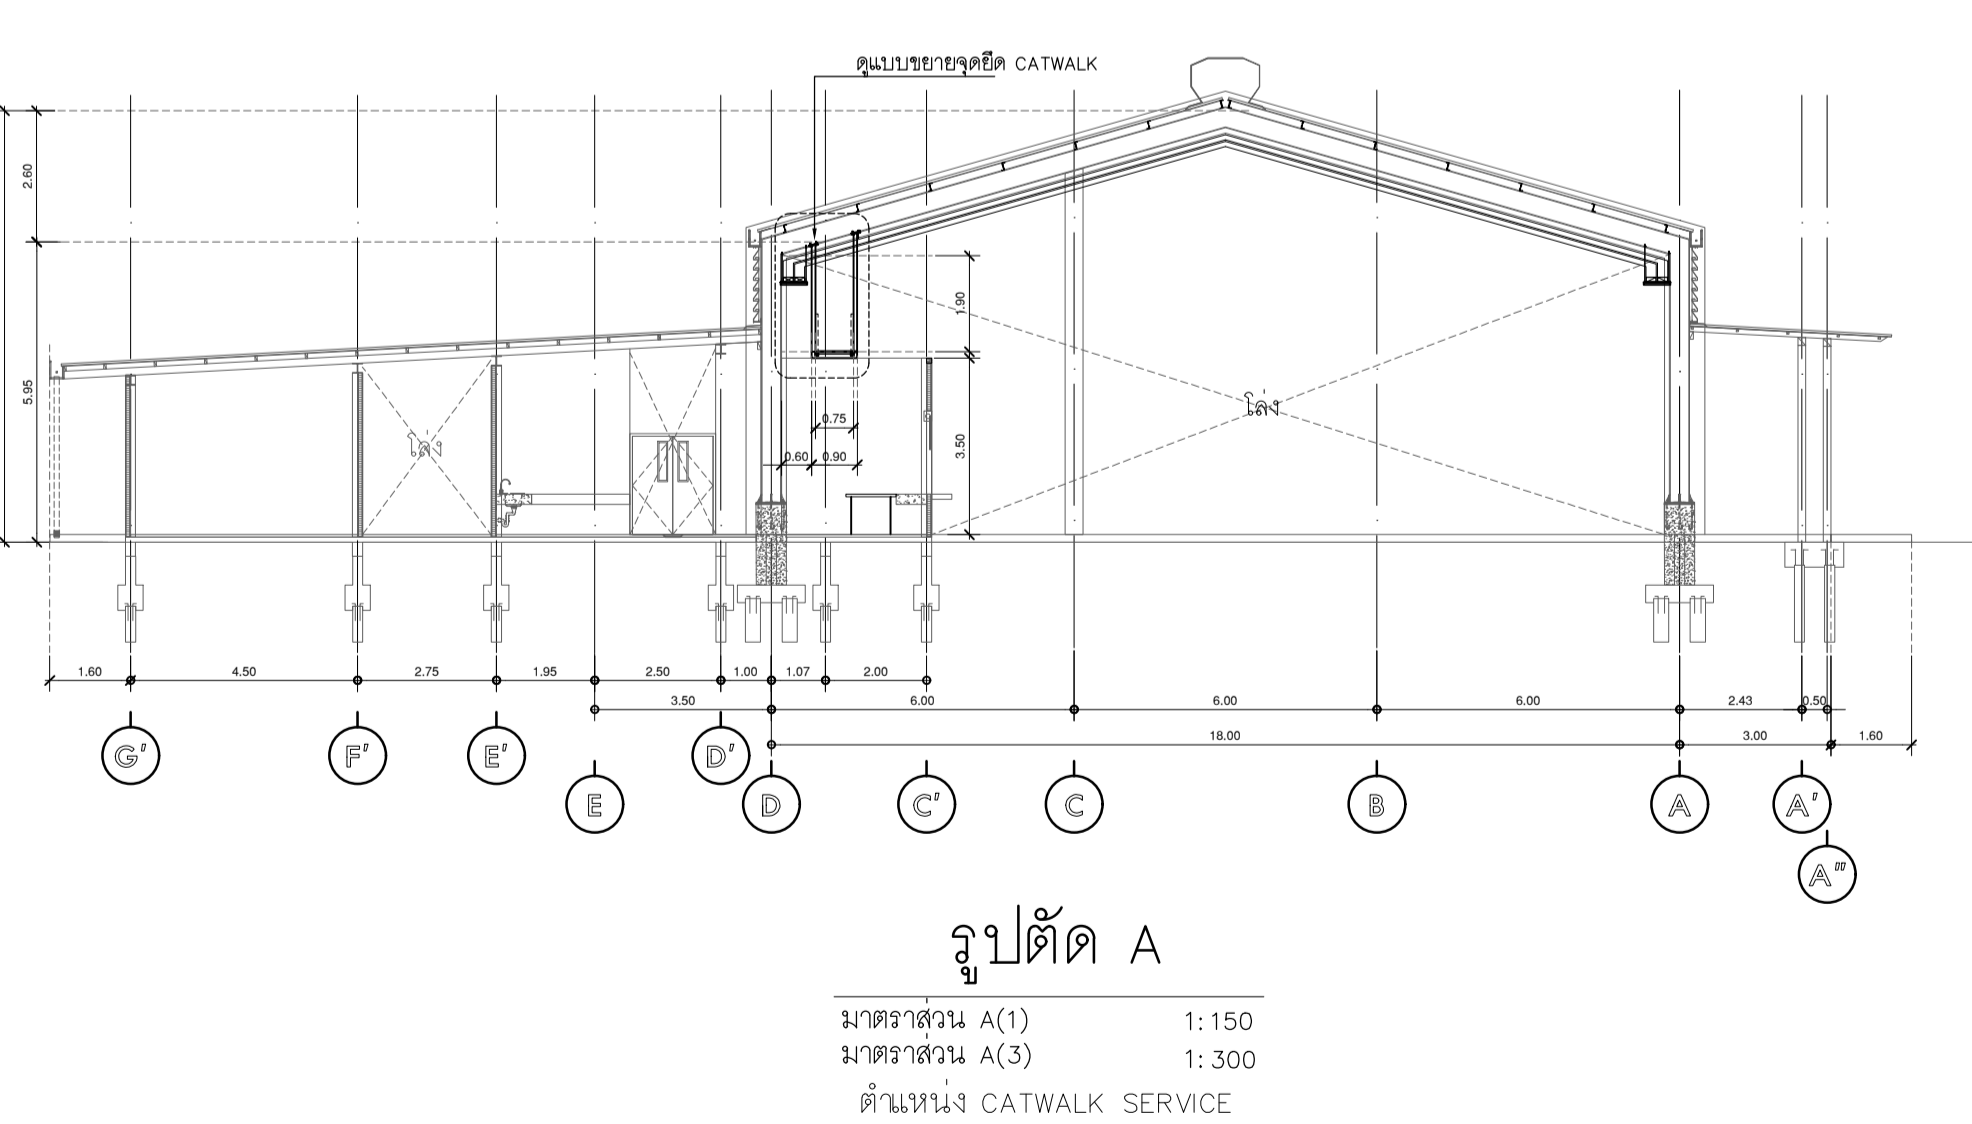 ดูแบบขยายจุดยึด CATWALK
2.60
5.95
1.90
3.50
โล่ง
โล่ง
0.75
0.60 0.90
1.60 4.50 2.75 1.95 2.50 1.00 1.07 2.00
3.50 6.00 6.00 6.00 2.43 0.50
18.00 3.00 1.60
G' F' E' D'
E D C' C B A A'
A"
รูปตัด A
มาตราส่วน A(1) 1:150
มาตราส่วน A(3) 1:300
ตำแหน่ง CATWALK SERVICE